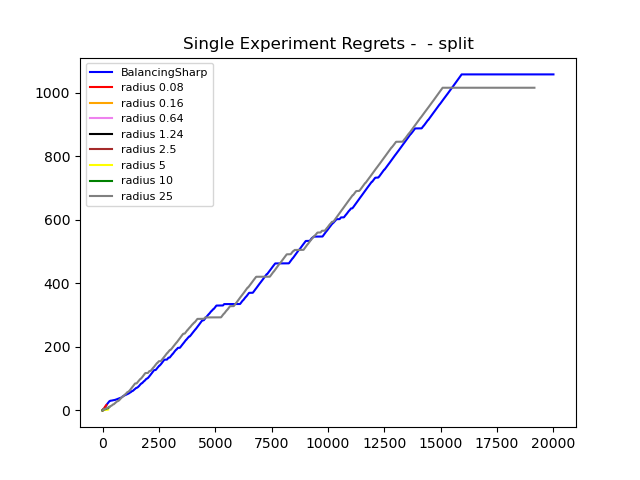 Single Experiment Regrets -  - split
BalancingSharp
radius 0.08
radius 0.16
radius 0.64
radius 1.24
radius 2.5
radius 5
radius 10
radius 25
1000
800
600
400
200
0
0 2500 5000 7500 10000 12500 15000 17500 20000